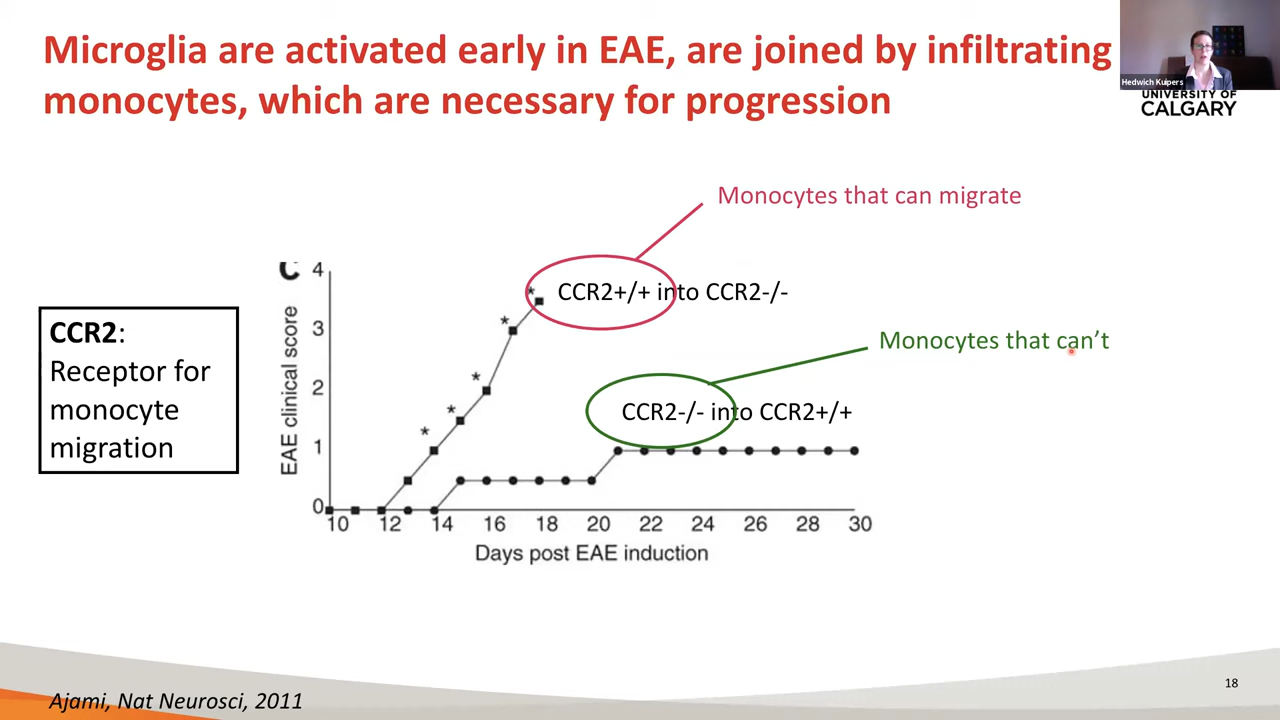 Microglia are activated early in EAE, are joined by infiltrating
monocytes, which are necessary for progression
Hedwich Kuipers
UNIVERSITY OF
CALGARY
Monocytes that can migrate
C
4
CCR2+/+ into CCR2-/-
Monocytes that can't
CCR2:
Receptor for
monocyte
migration
EAE clinical score
3
2
CCR2-/- into CCR2+/+
1
0
10 12 14 16 18 20 22 24 26 28 30
Days post EAE induction
* * * * *
18
Ajami, Nat Neurosci, 2011